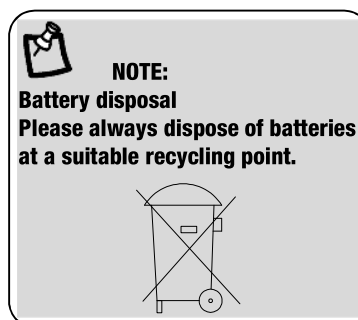 NOTE:
Battery disposal
Please always dispose of batteries
at a suitable recycling point.